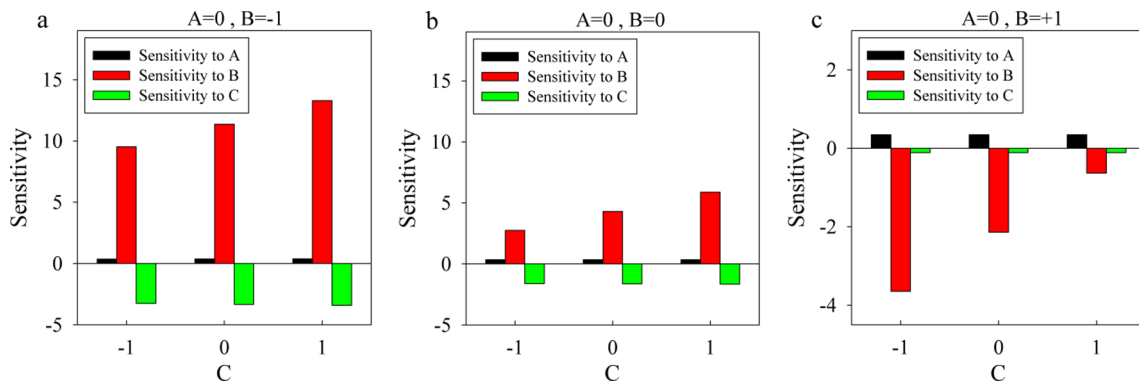 a
A=0 , B=-1
Sensitivity to A
Sensitivity to B
Sensitivity to C
15
10
5
0
-5
Sensitivity
-1 0 1
C
b
A=0 , B=0
Sensitivity to A
Sensitivity to B
Sensitivity to C
15
10
5
0
-5
Sensitivity
-1 0 1
C
c
A=0 , B=+1
Sensitivity to A
Sensitivity to B
Sensitivity to C
2
0
-2
-4
Sensitivity
-1 0 1
C